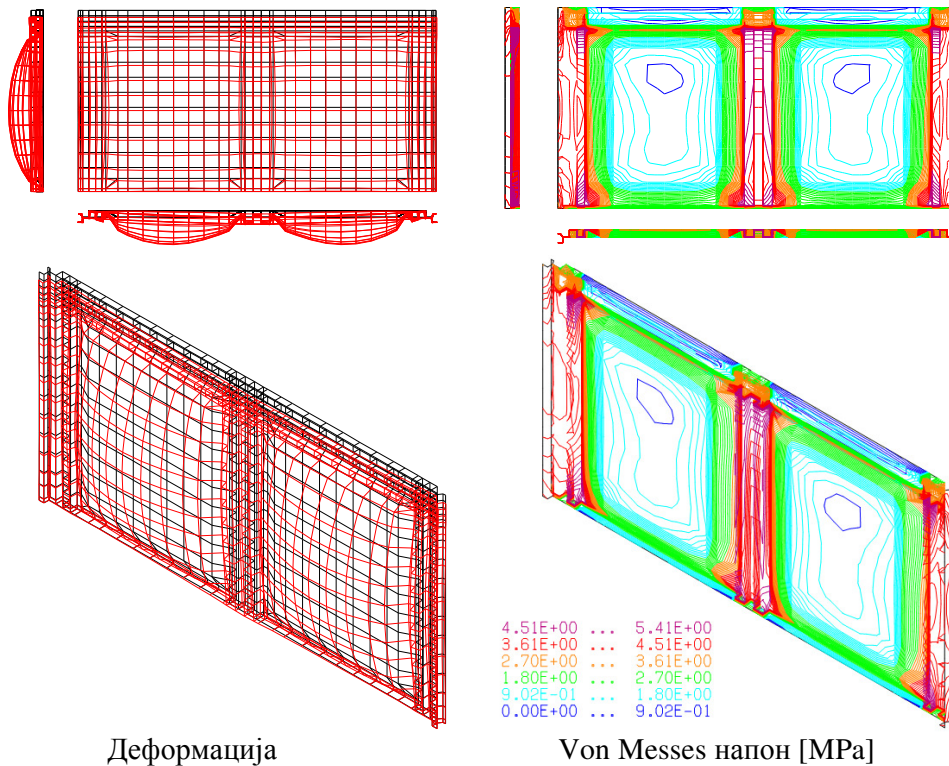 4.51E+00 ... 5.41E+00
3.61E+00 ... 4.51E+00
2.70E+00 ... 3.61E+00
1.80E+00 ... 2.70E+00
9.02E-01 ... 1.80E+00
0.00E+00 ... 9.02E-01
Деформација
Von Messes напон [MPa]